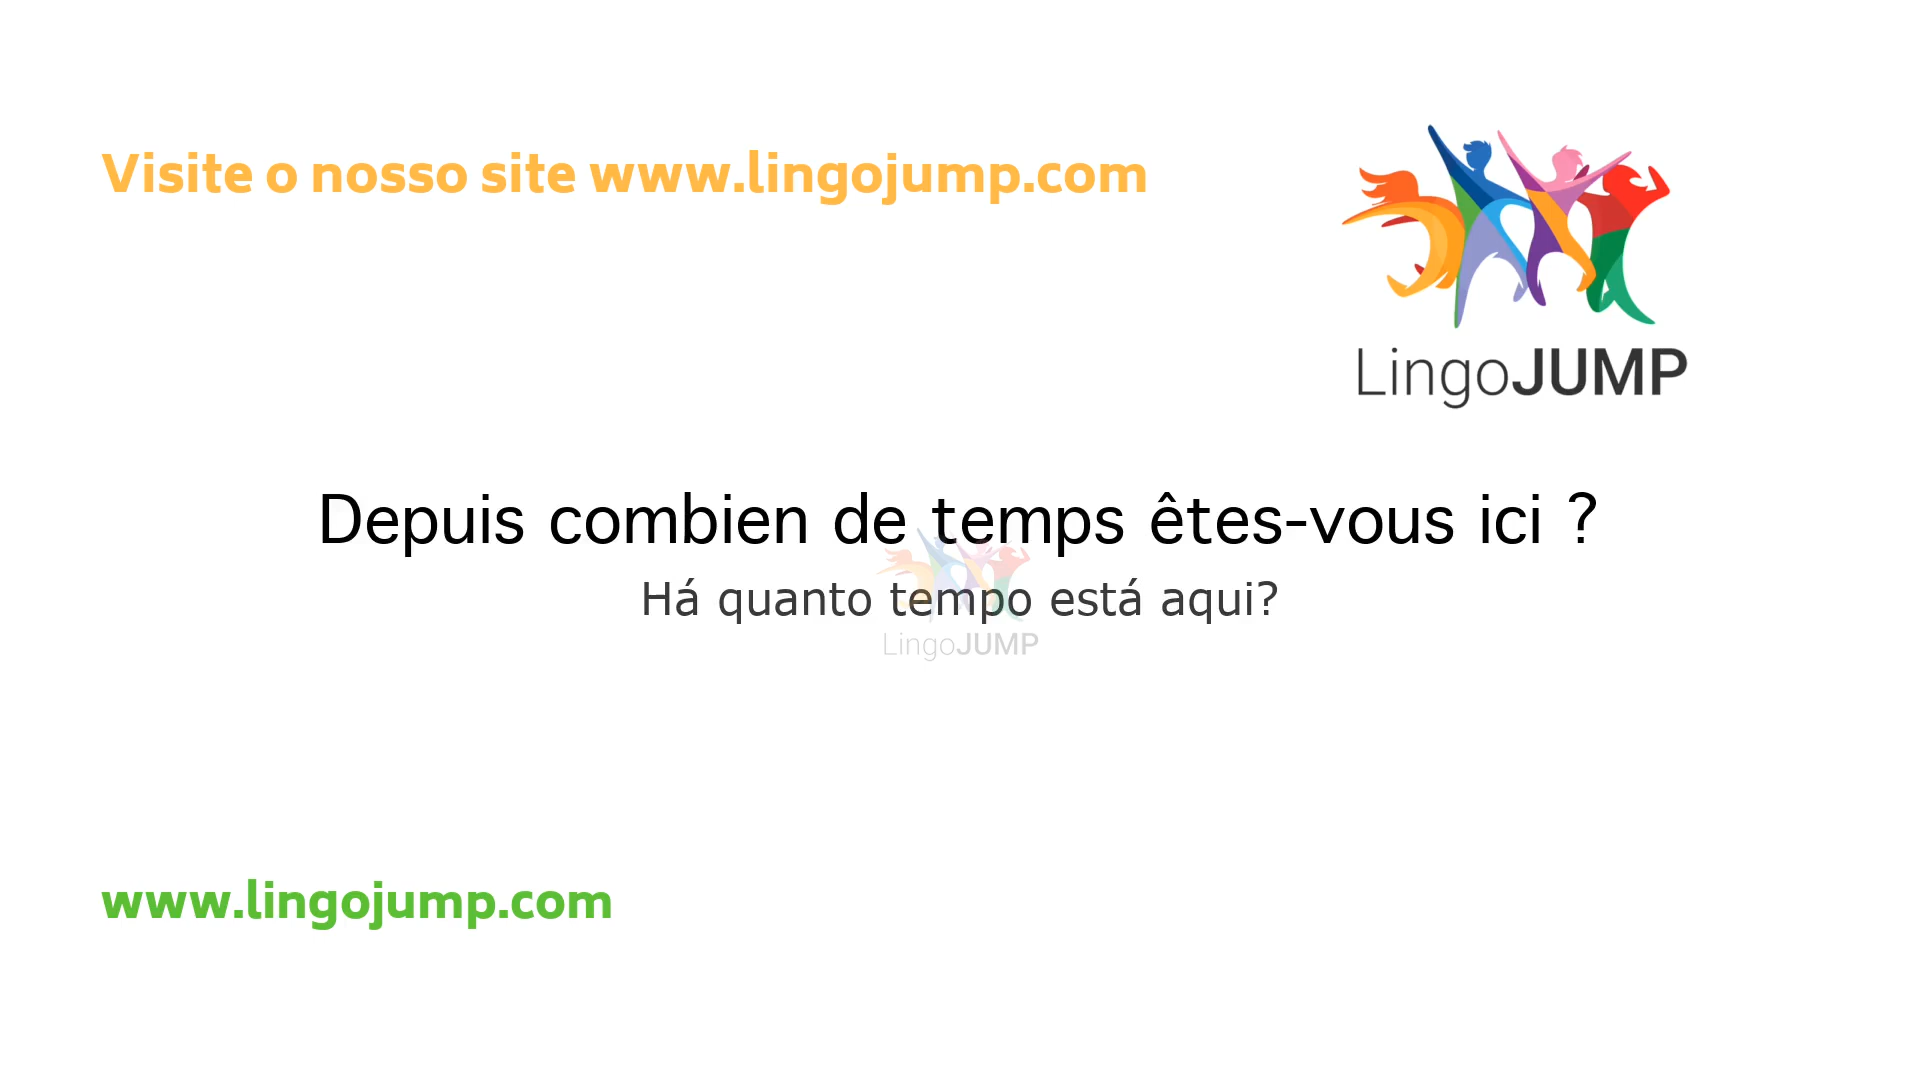 Visite o nosso site www.lingojump.com
LingoJUMP
Depuis combien de temps êtes-vous ici ?
Há quanto tempo está aqui?
LingoJUMP
www.lingojump.com